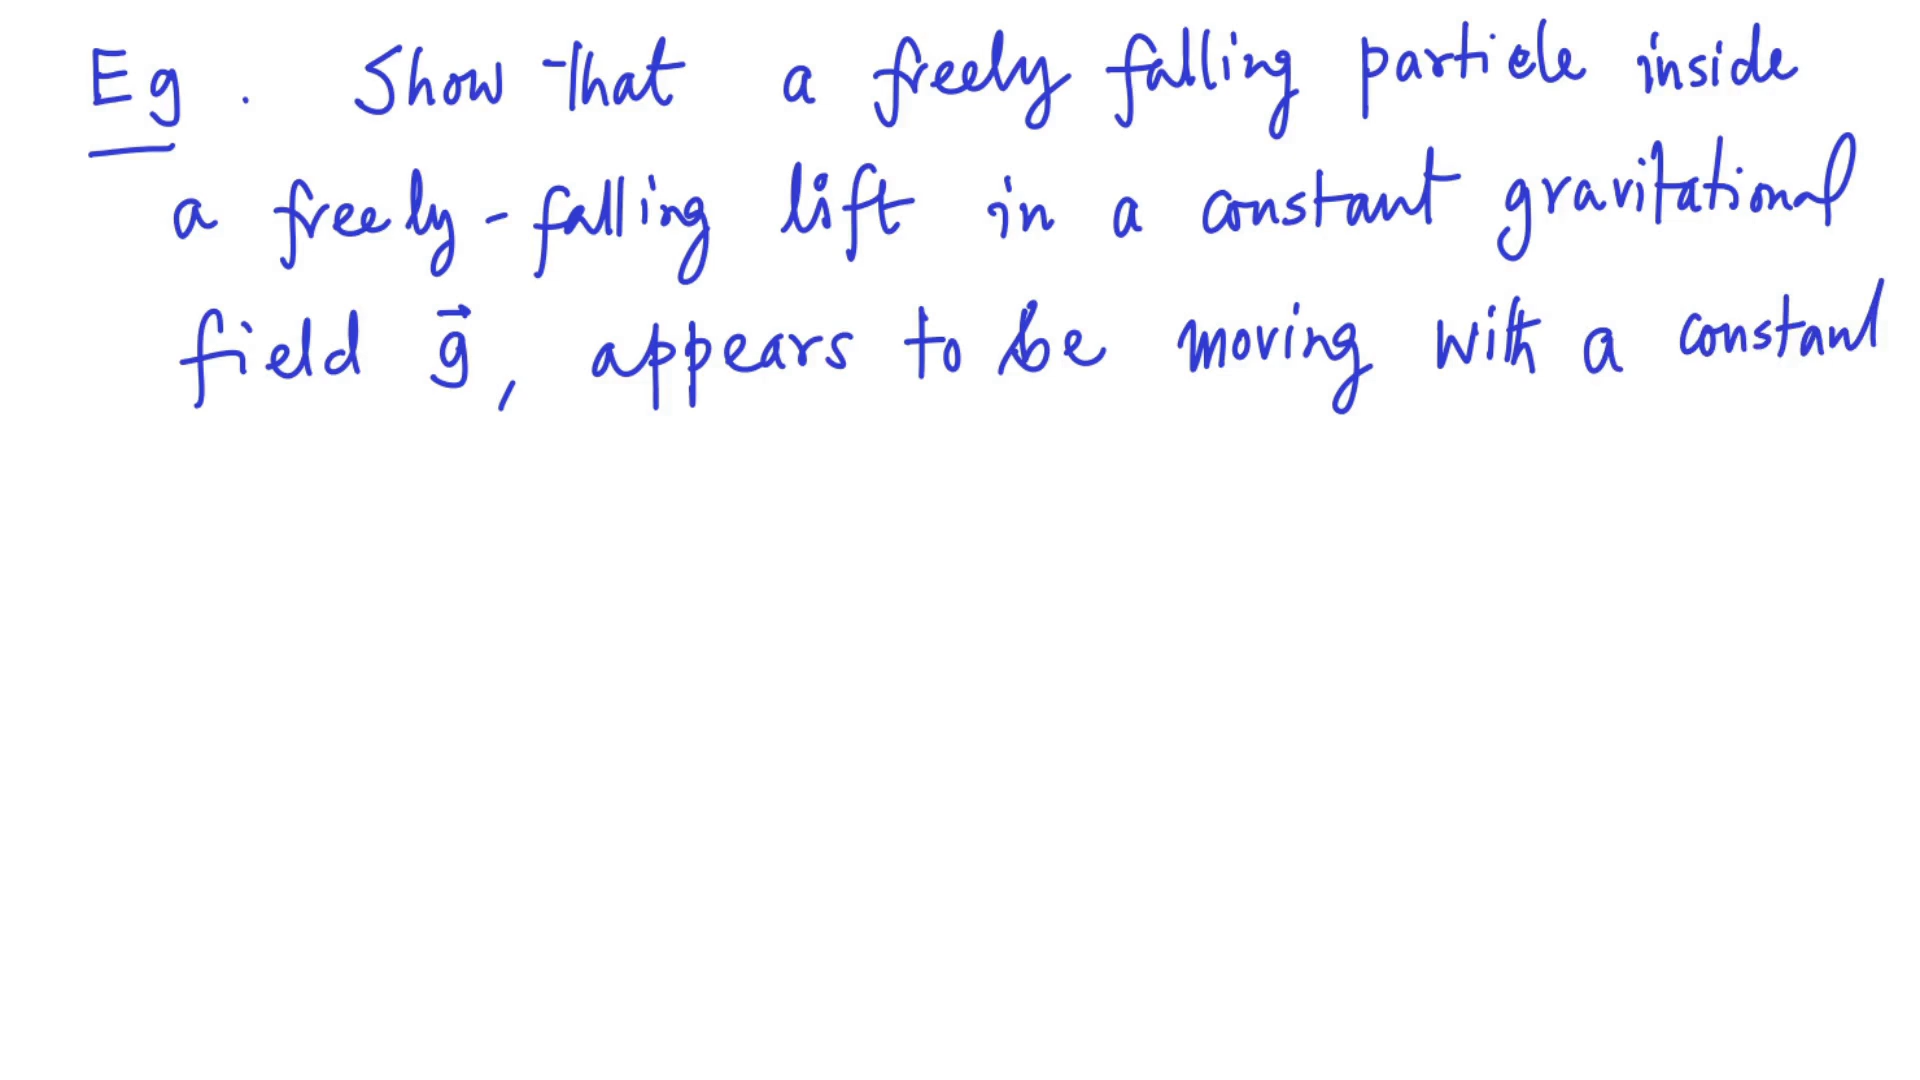 Eg. Show that a freely falling particle inside
a freely-falling lift in a constant gravitational
field g⃗, appears to be moving with a constant